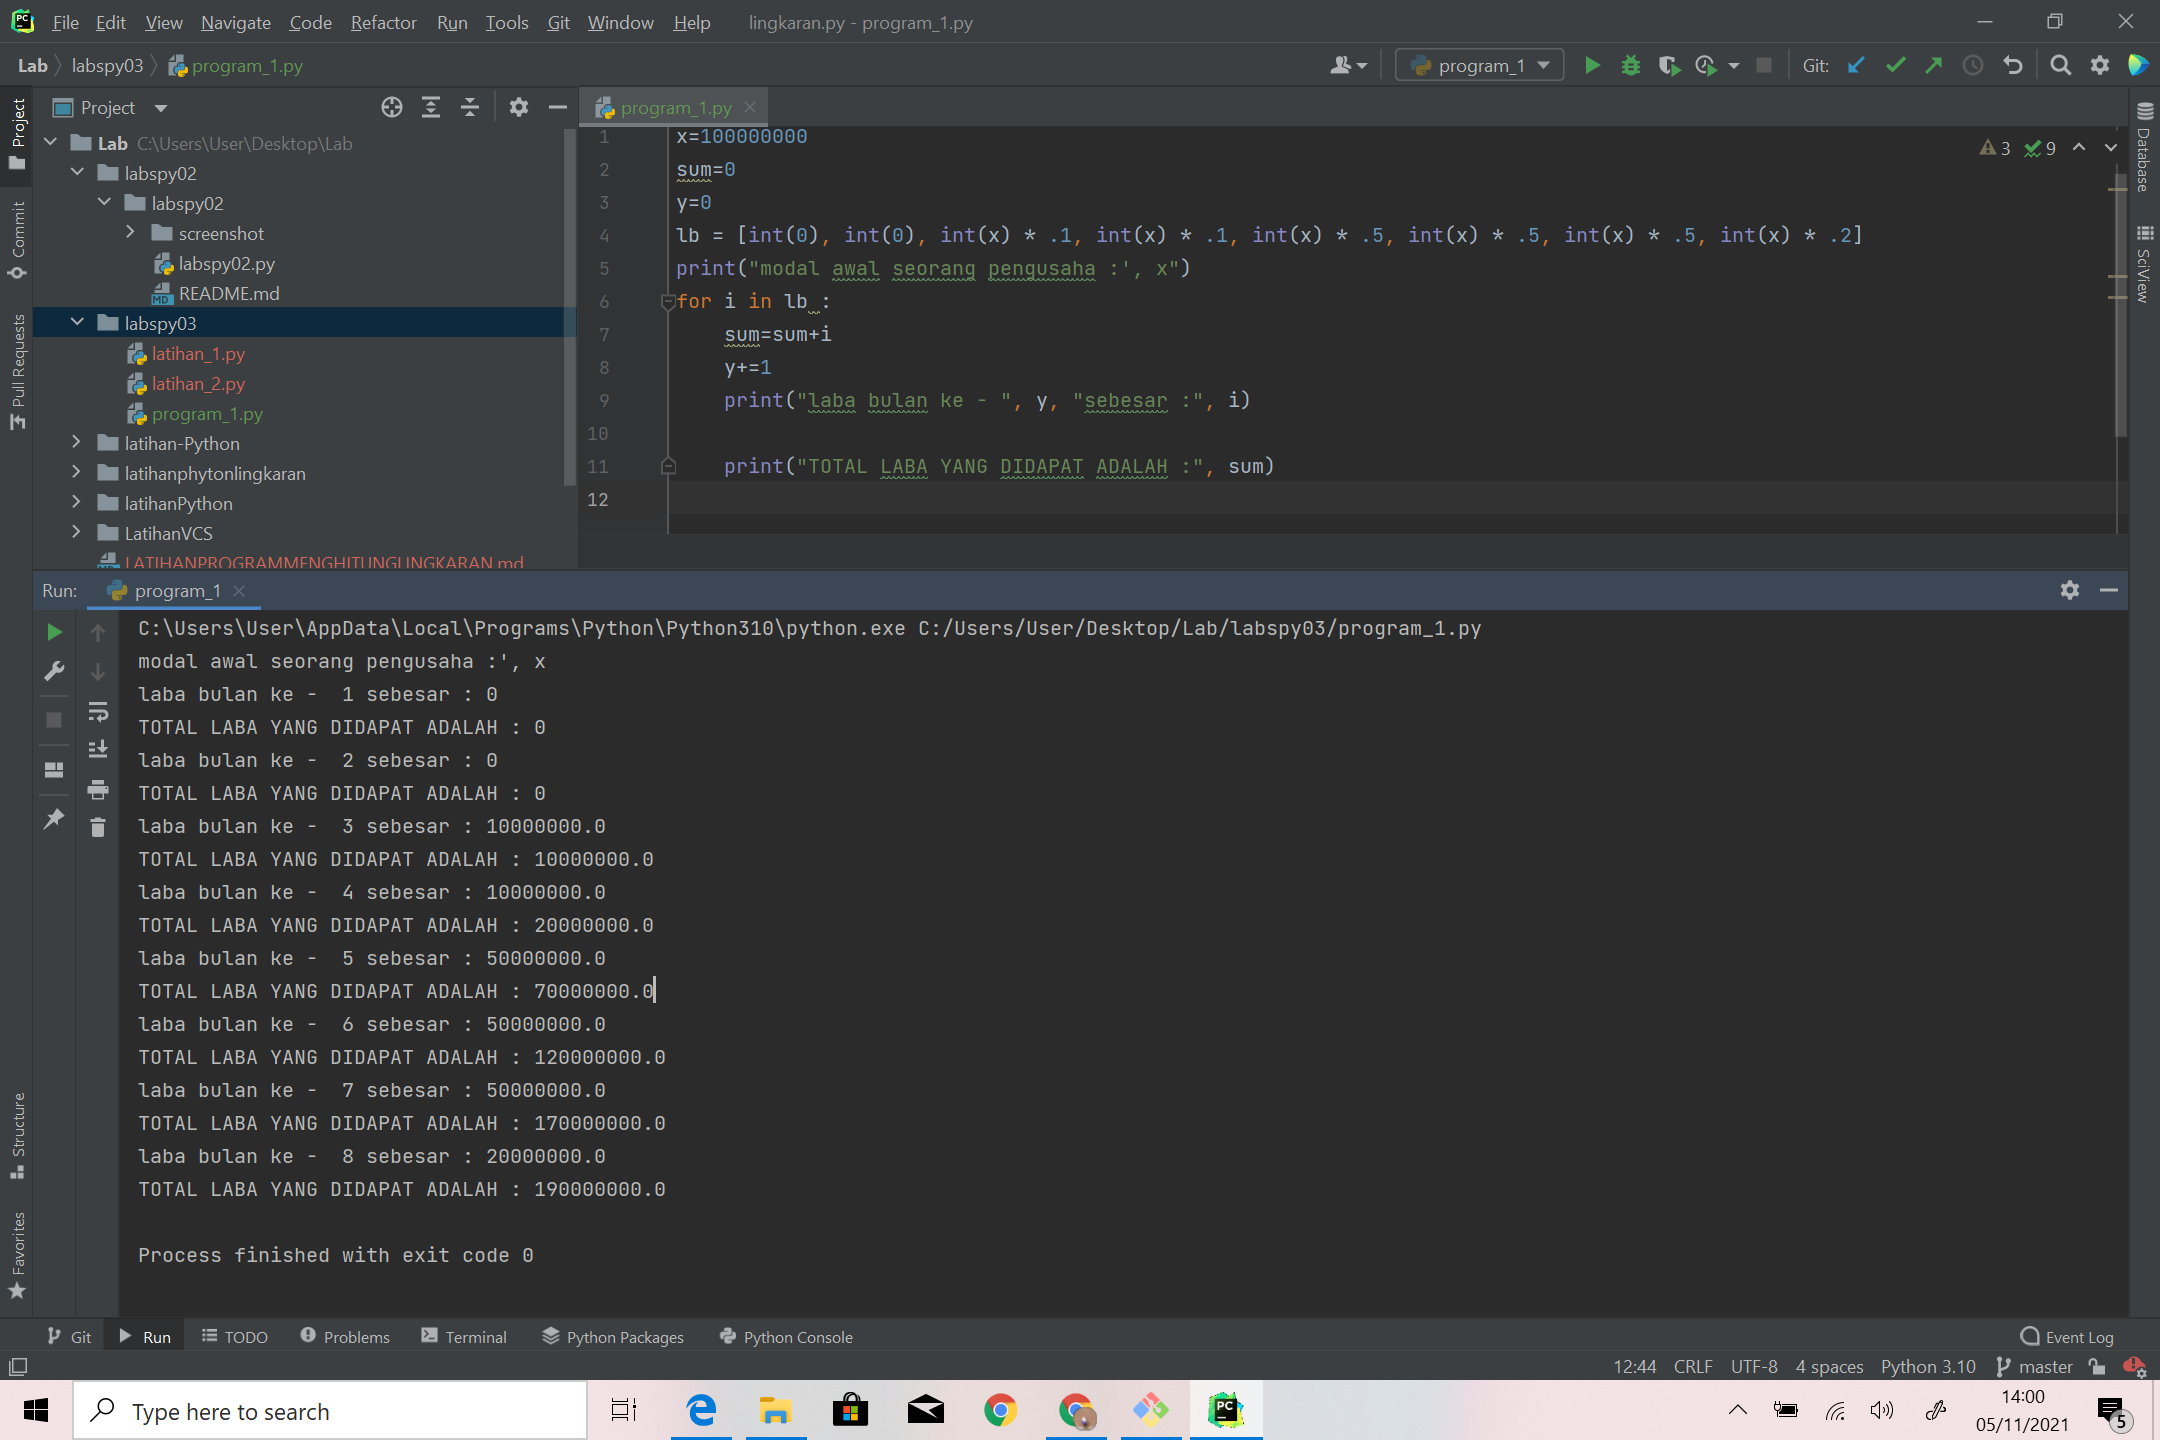 File Edit View Navigate Code Refactor Run Tools Git Window Help lingkaran.py - program_1.py
Lab labspy03 program_1.py program_1 Git:
Project
program_1.py
Lab C:\Users\User\Desktop\Lab
labspy02
labspy02
screenshot
labspy02.py
README.md
labspy03
latihan_1.py
latihan_2.py
program_1.py
latihan-Python
latihanphytonlingkaran
latihanPython
LatihanVCS
LATIHANPROGRAMMENGHITUNGLINGKARAN.md
3 9
1 x=100000000
2 sum=0
3 y=0
4 lb = [int(0), int(0), int(x) * .1, int(x) * .1, int(x) * .5, int(x) * .5, int(x) * .5, int(x) * .2]
5 print("modal awal seorang pengusaha :', x")
6 for i in lb :
7 sum=sum+i
8 y+=1
9 print("laba bulan ke - ", y, "sebesar :", i)
10
11 print("TOTAL LABA YANG DIDAPAT ADALAH :", sum)
12
Project
Commit
Pull Requests
Structure
Favorites
Database
SciView
Run: program_1
C:\Users\User\AppData\Local\Programs\Python\Python310\python.exe C:/Users/User/Desktop/Lab/labspy03/program_1.py
modal awal seorang pengusaha :', x
laba bulan ke -  1 sebesar : 0
TOTAL LABA YANG DIDAPAT ADALAH : 0
laba bulan ke -  2 sebesar : 0
TOTAL LABA YANG DIDAPAT ADALAH : 0
laba bulan ke -  3 sebesar : 10000000.0
TOTAL LABA YANG DIDAPAT ADALAH : 10000000.0
laba bulan ke -  4 sebesar : 10000000.0
TOTAL LABA YANG DIDAPAT ADALAH : 20000000.0
laba bulan ke -  5 sebesar : 50000000.0
TOTAL LABA YANG DIDAPAT ADALAH : 70000000.0
laba bulan ke -  6 sebesar : 50000000.0
TOTAL LABA YANG DIDAPAT ADALAH : 120000000.0
laba bulan ke -  7 sebesar : 50000000.0
TOTAL LABA YANG DIDAPAT ADALAH : 170000000.0
laba bulan ke -  8 sebesar : 20000000.0
TOTAL LABA YANG DIDAPAT ADALAH : 190000000.0
Process finished with exit code 0
Git Run TODO Problems Terminal Python Packages Python Console Event Log
12:44 CRLF UTF-8 4 spaces Python 3.10 master
Type here to search
14:00
05/11/2021
5